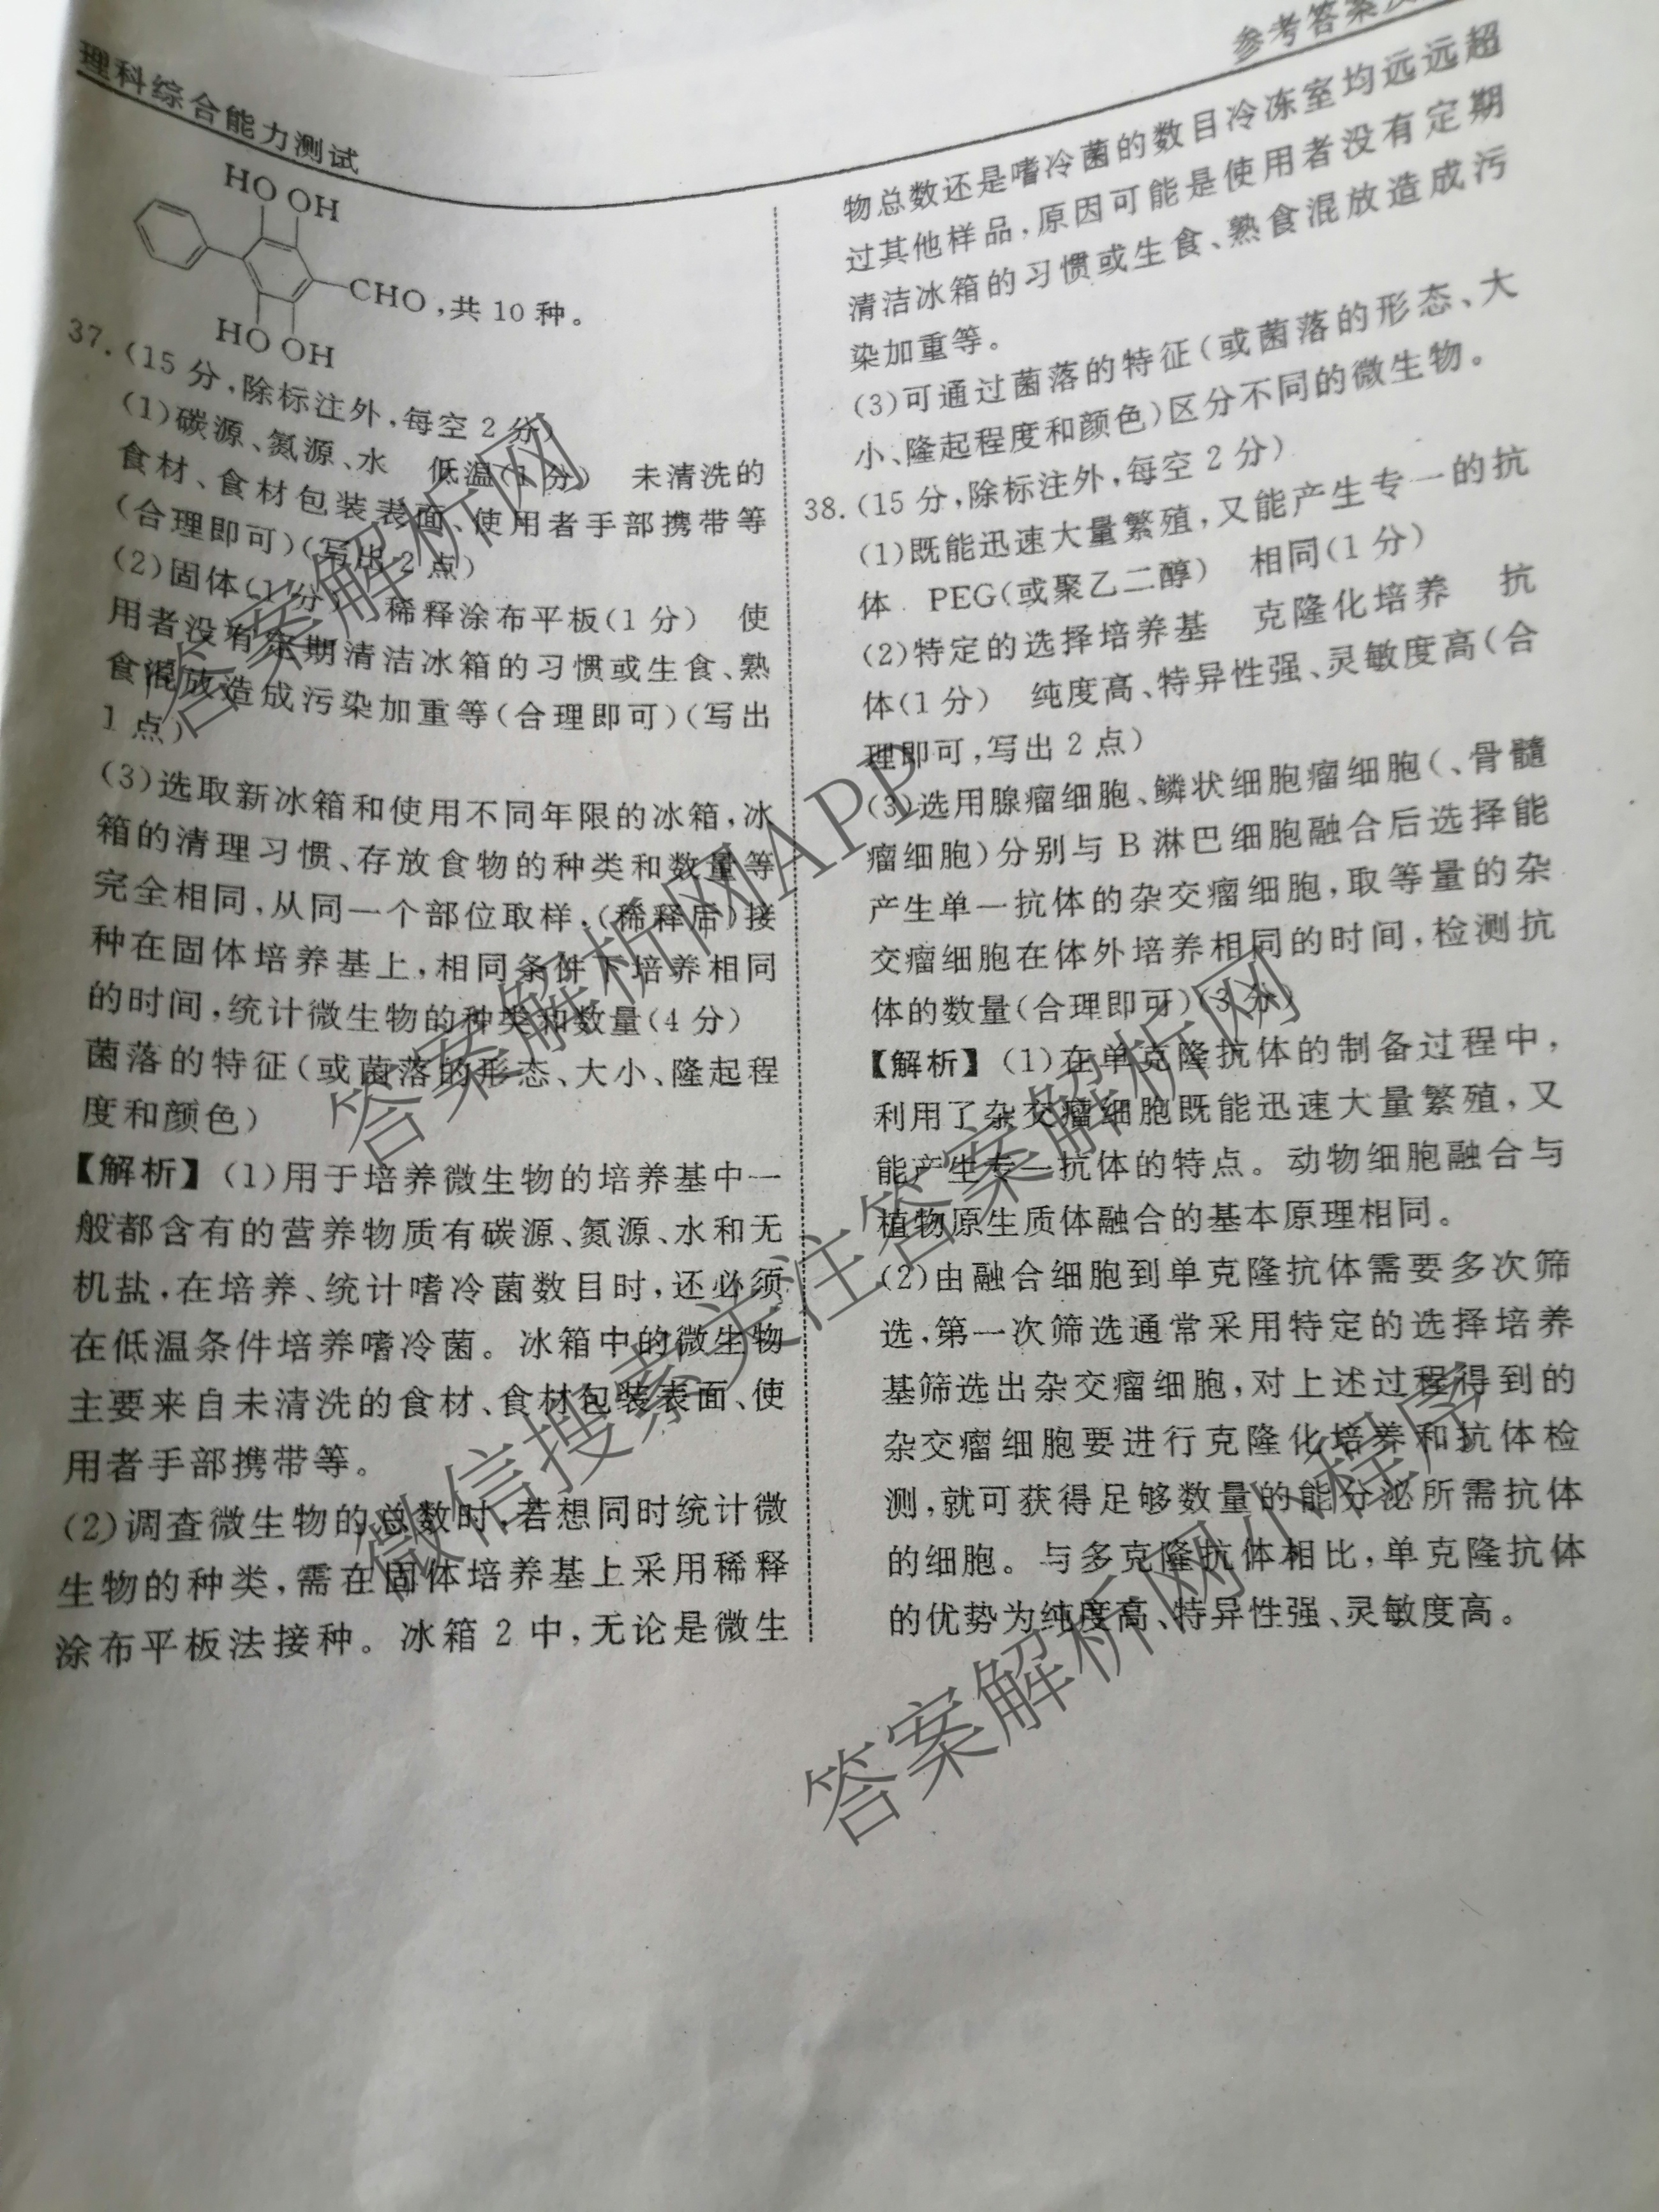 理科综合能力测试
参考答案
HO OH
CHO,共10种。
HO OH
37.(15分,除标注外,每空2分)
(1)碳源、氮源、水 低温(1分) 未清洗的
食材、食材包装表面、使用者手部携带等
(合理即可)(写出2点)
(2)固体(1分) 稀释涂布平板(1分) 使
用者没有定期清洁冰箱的习惯或生食、熟
食混放造成污染加重等(合理即可)(写出
1点)
(3)选取新冰箱和使用不同年限的冰箱,冰
箱的清理习惯、存放食物的种类和数量等
完全相同,从同一个部位取样,(稀释后)接
种在固体培养基上,相同条件下培养相同
的时间,统计微生物的种类和数量(4分)
菌落的特征(或菌落的形态、大小、隆起程
度和颜色)
【解析】(1)用于培养微生物的培养基中一
般都含有的营养物质有碳源、氮源、水和无
机盐,在培养、统计嗜冷菌数目时,还必须
在低温条件培养嗜冷菌。冰箱中的微生物
主要来自未清洗的食材、食材包装表面、使
用者手部携带等。
(2)调查微生物的总数时,若想同时统计微
生物的种类,需在固体培养基上采用稀释
涂布平板法接种。冰箱2中,无论是微生
物总数还是嗜冷菌的数目冷冻室均远远超
过其他样品,原因可能是使用者没有定期
清洁冰箱的习惯或生食、熟食混放造成污
染加重等。
(3)可通过菌落的特征(或菌落的形态、大
小、隆起程度和颜色)区分不同的微生物。
38.(15分,除标注外,每空2分)
(1)既能迅速大量繁殖,又能产生专一的抗
体 PEG(或聚乙二醇) 相同(1分)
(2)特定的选择培养基 克隆化培养 抗
体(1分) 纯度高、特异性强、灵敏度高(合
理即可,写出2点)
(3)选用腺瘤细胞、鳞状细胞瘤细胞(、骨髓
瘤细胞)分别与B淋巴细胞融合后选择能
产生单一抗体的杂交瘤细胞,取等量的杂
交瘤细胞在体外培养相同的时间,检测抗
体的数量(合理即可)(3分)
【解析】(1)在单克隆抗体的制备过程中,
利用了杂交瘤细胞既能迅速大量繁殖,又
能产生专一抗体的特点。动物细胞融合与
植物原生质体融合的基本原理相同。
(2)由融合细胞到单克隆抗体需要多次筛
选,第一次筛选通常采用特定的选择培养
基筛选出杂交瘤细胞,对上述过程得到的
杂交瘤细胞要进行克隆化培养和抗体检
测,就可获得足够数量的能分泌所需抗体
的细胞。与多克隆抗体相比,单克隆抗体
的优势为纯度高、特异性强、灵敏度高。
答案解析网
答案解析网APP
微信搜索关注答案解析网
答案解析网小程序